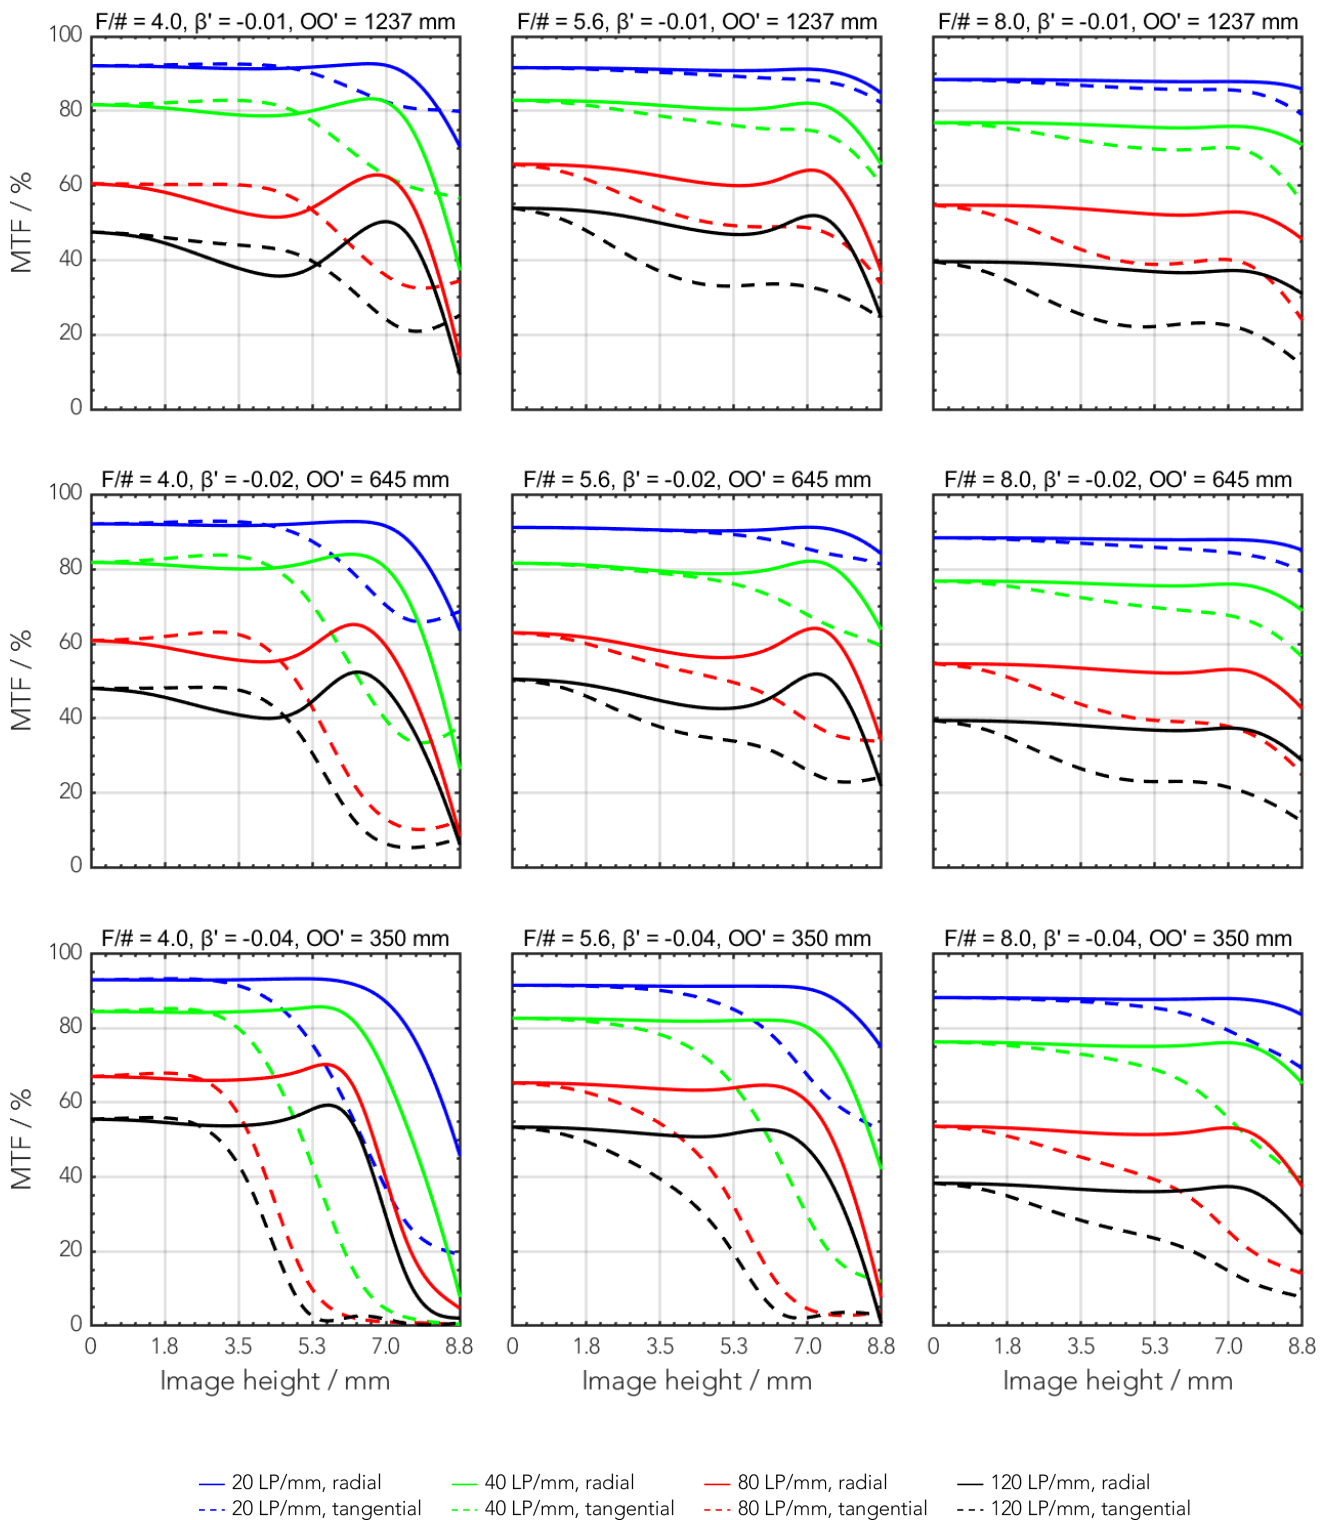 F/# = 4.0, β' = -0.01, OO' = 1237 mm
F/# = 5.6, β' = -0.01, OO' = 1237 mm
F/# = 8.0, β' = -0.01, OO' = 1237 mm
100
80
60
40
20
0
MTF / %
F/# = 4.0, β' = -0.02, OO' = 645 mm
F/# = 5.6, β' = -0.02, OO' = 645 mm
F/# = 8.0, β' = -0.02, OO' = 645 mm
100
80
60
40
20
0
MTF / %
F/# = 4.0, β' = -0.04, OO' = 350 mm
F/# = 5.6, β' = -0.04, OO' = 350 mm
F/# = 8.0, β' = -0.04, OO' = 350 mm
100
80
60
40
20
0
MTF / %
0 1.8 3.5 5.3 7.0 8.8
0 1.8 3.5 5.3 7.0 8.8
0 1.8 3.5 5.3 7.0 8.8
Image height / mm
Image height / mm
Image height / mm
20 LP/mm, radial
40 LP/mm, radial
80 LP/mm, radial
120 LP/mm, radial
20 LP/mm, tangential
40 LP/mm, tangential
80 LP/mm, tangential
120 LP/mm, tangential